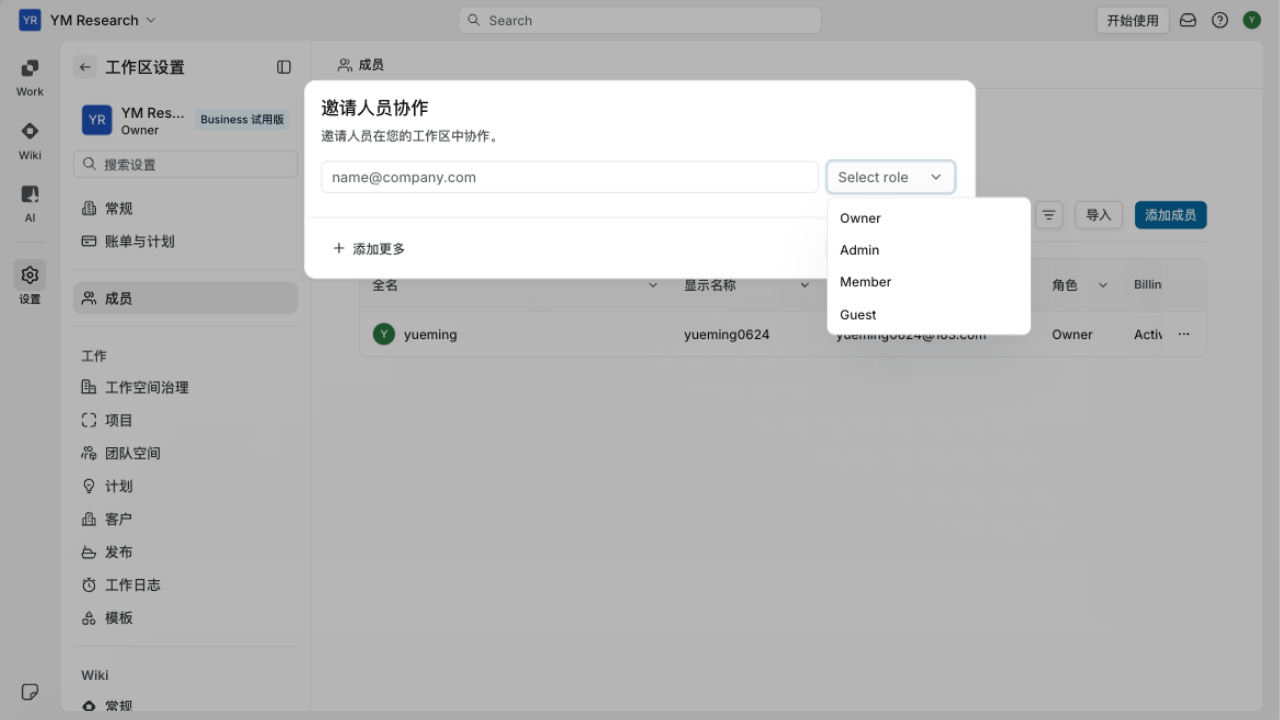 YR YM Research
Search
开始使用
Y
Work
Wiki
AI
设置
工作区设置
YR
YM Res...
Owner
Business 试用版
搜索设置
常规
账单与计划
成员
工作
工作空间治理
项目
团队空间
计划
客户
发布
工作日志
模板
Wiki
常规
成员
邀请人员协作
邀请人员在您的工作区中协作。
name@company.com
Select role
Owner
Admin
Member
Guest
添加更多
导入
添加成员
全名
显示名称
角色
Billin
Y yueming
yueming0624
yueming0624@163.com
Owner
Activ